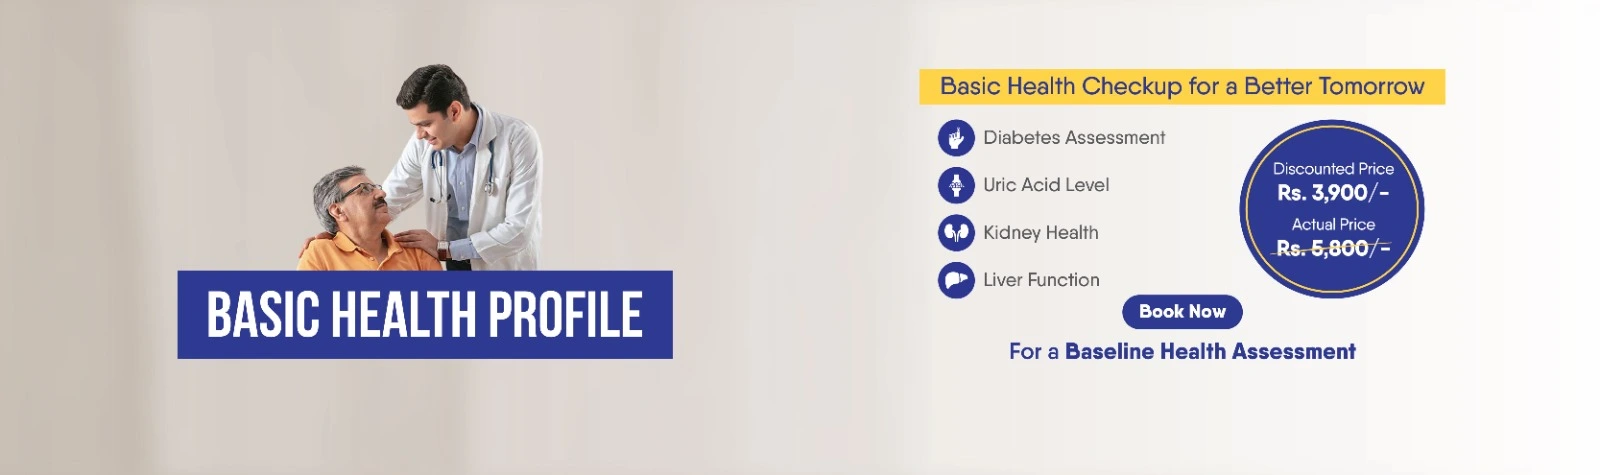 BASIC HEALTH PROFILE
Basic Health Checkup for a Better Tomorrow
Diabetes Assessment
Uric Acid Level
Kidney Health
Liver Function
Discounted Price
Rs. 3,900/-
Actual Price
Rs. 5,800/-
Book Now
For a Baseline Health Assessment